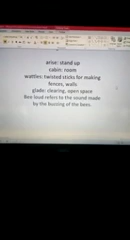 arise: stand up
cabin: room
wattles: twisted sticks for making
fences, walls
glade: clearing; open space
Bee loud refers to the sound made
by the buzzing of the bees.